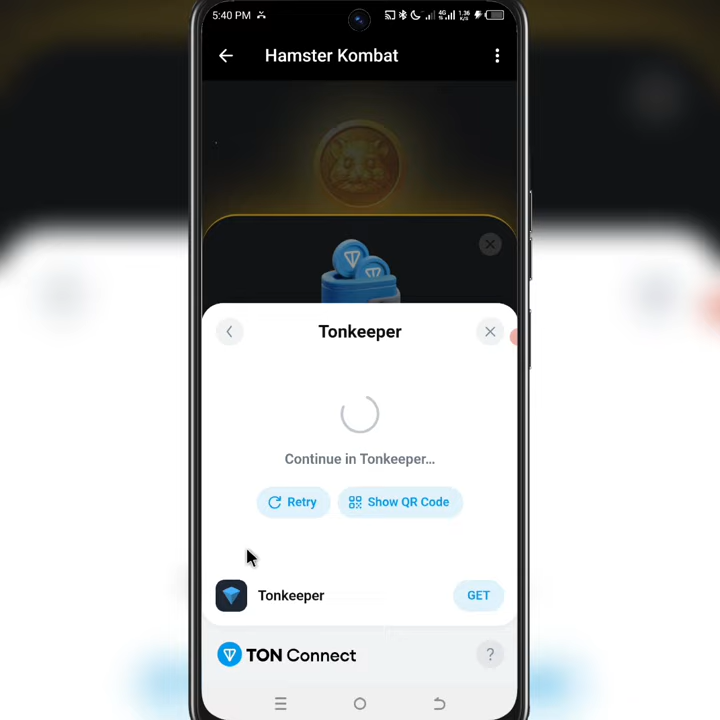 5:40 PM
Hamster Kombat
Tonkeeper
Continue in Tonkeeper...
Retry
Show QR Code
Tonkeeper
GET
TON Connect
?